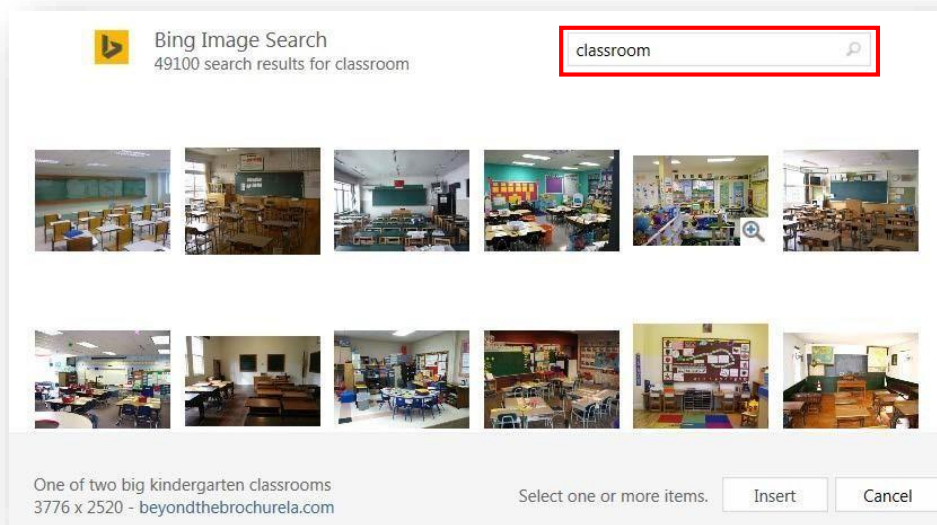 Bing Image Search
49100 search results for classroom
classroom
One of two big kindergarten classrooms
3776 x 2520 - beyondthebrochurela.com
Select one or more items.
Insert
Cancel